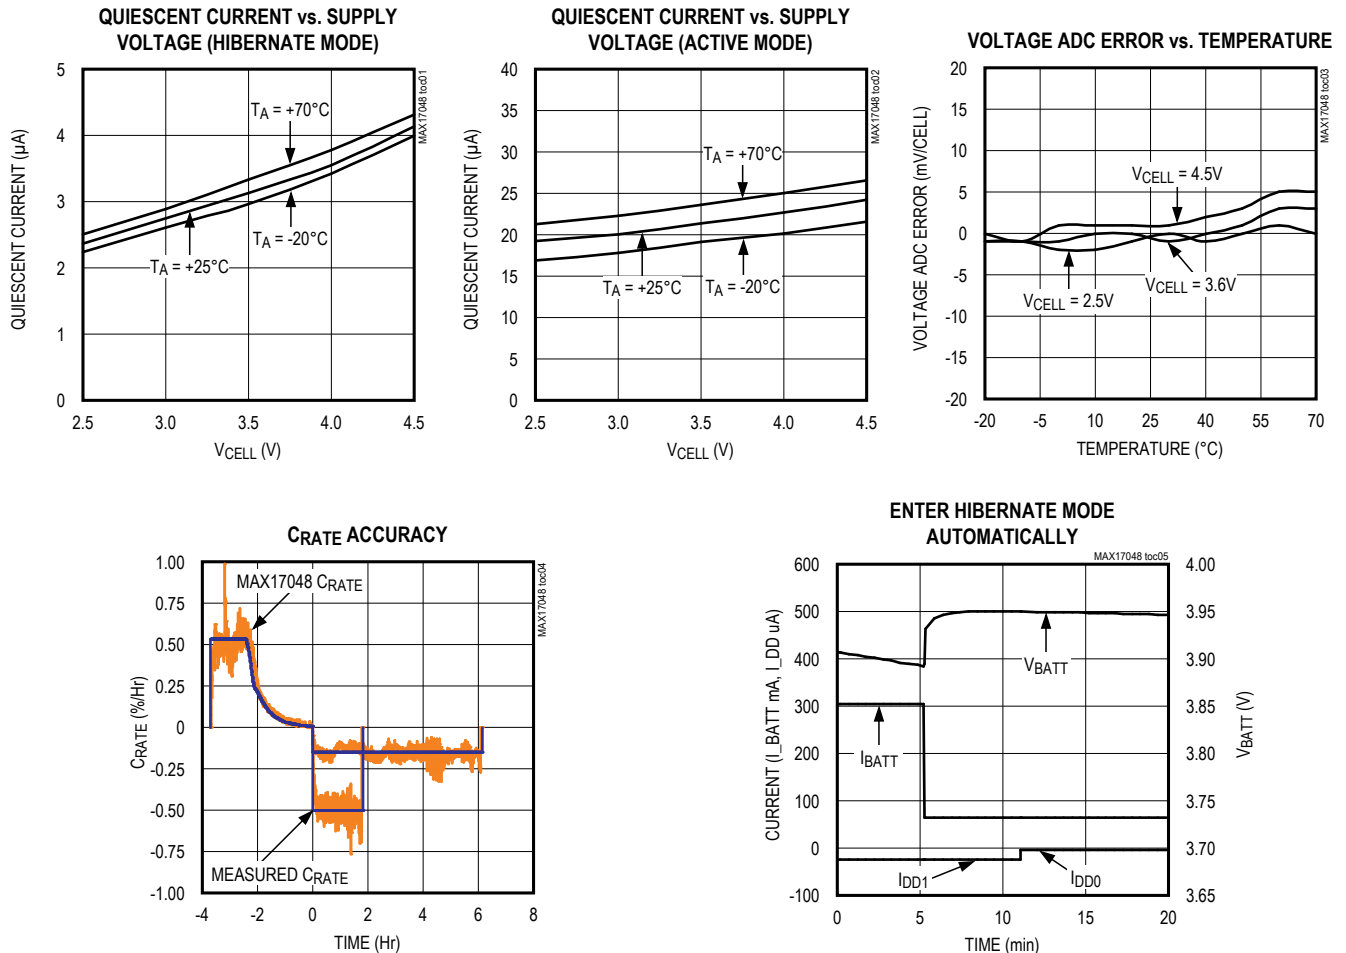 QUIESCENT CURRENT vs. SUPPLY
VOLTAGE (HIBERNATE MODE)
5
4
3
2
1
0
QUIESCENT CURRENT (µA)
TA = +70°C
TA = -20°C
TA = +25°C
MAX17048 toc01
2.5
3.0
3.5
4.0
4.5
VCELL (V)
QUIESCENT CURRENT vs. SUPPLY
VOLTAGE (ACTIVE MODE)
40
35
30
25
20
15
10
5
0
QUIESCENT CURRENT (µA)
TA = +70°C
TA = +25°C
TA = -20°C
MAX17048 toc02
2.5
3.0
3.5
4.0
4.5
VCELL (V)
VOLTAGE ADC ERROR vs. TEMPERATURE
20
15
10
5
0
-5
-10
-15
-20
VOLTAGE ADC ERROR (mV/CELL)
VCELL = 4.5V
VCELL = 3.6V
VCELL = 2.5V
MAX17048 toc03
-20
-5
10
25
40
55
70
TEMPERATURE (°C)
CRATE ACCURACY
1.00
0.75
0.50
0.25
0
-0.25
-0.50
-0.75
-1.00
CRATE (%/Hr)
MAX17048 CRATE
MEASURED CRATE
MAX17048 toc04
-4
-2
0
2
4
6
8
TIME (Hr)
ENTER HIBERNATE MODE
AUTOMATICALLY
MAX17048 toc05
600
500
400
300
200
100
0
-100
CURRENT (I_BATT mA, I_DD uA)
VBATT
IBATT
IDD1
IDD0
4.00
3.95
3.90
3.85
3.80
3.75
3.70
3.65
VBATT (V)
0
5
10
15
20
TIME (min)